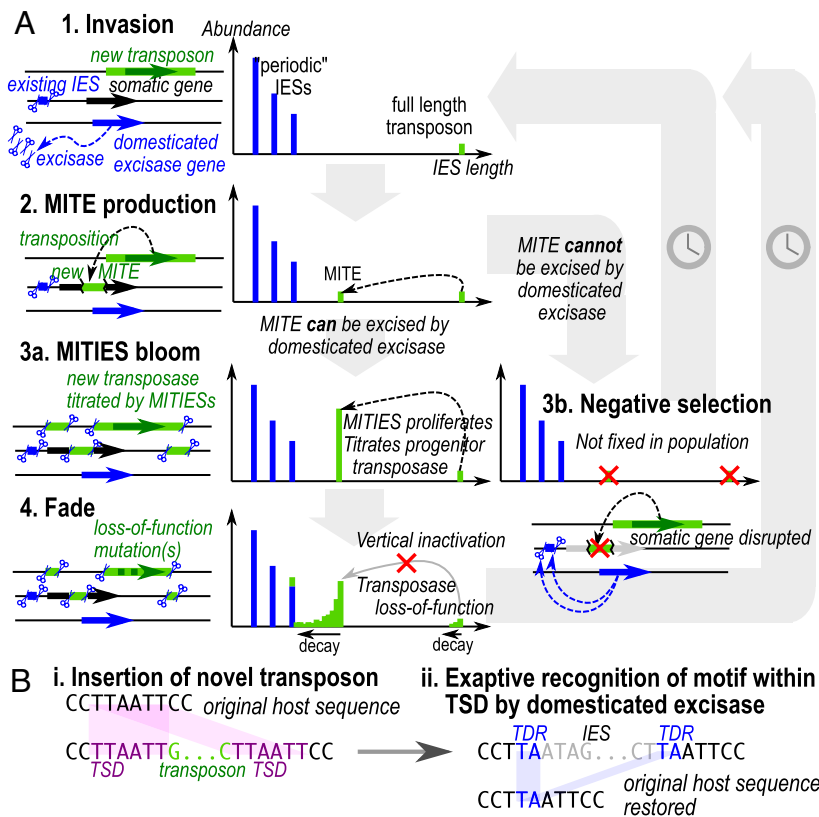 A
1. Invasion
new transposon
existing IES
somatic gene
excisase
domesticated
excisase gene
Abundance
"periodic"
IESs
full length
transposon
IES length
2. MITE production
transposition
new MITE
MITE
MITE can be excised by
domesticated excisase
MITE cannot
be excised by
domesticated
excisase
3a. MITIES bloom
new transposase
titrated by MITIESs
MITIES proliferates
Titrates progenitor
transposase
3b. Negative selection
Not fixed in population
somatic gene disrupted
4. Fade
loss-of-function
mutation(s)
Vertical inactivation
Transposase
loss-of-function
decay
decay
B
i. Insertion of novel transposon
CCTTAATTCC original host sequence
CCTTAATTG...CTTAATTCC
TSD transposon TSD
ii. Exaptive recognition of motif within
TSD by domesticated excisase
TDR IES TDR
CCTTAATAG...CTTAATTCC
CCTTAATTCC original host sequence
restored